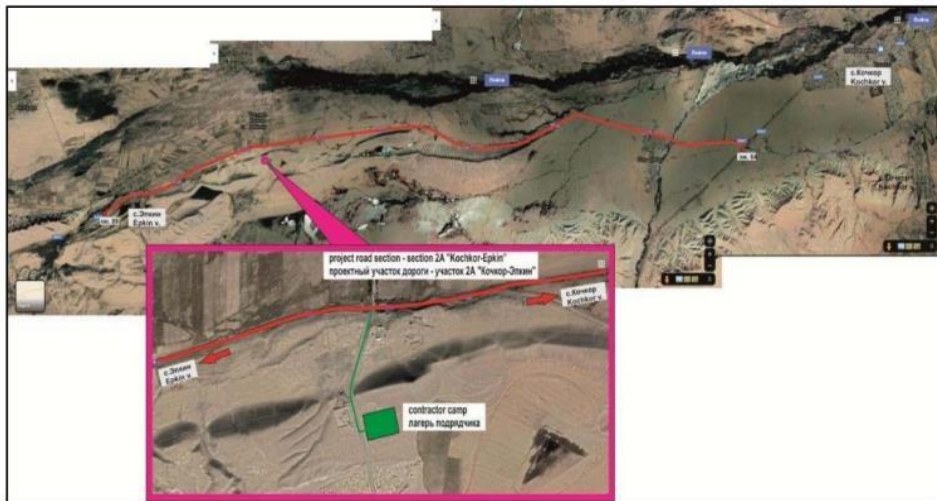 с.Кочкор
Kochkor v.
с.Эпкин
Epkin v.
project road section - section 2A "Kochkor-Epkin"
проектный участок дороги - участок 2А "Кочкор-Эпкин"
с.Кочкор
Kochkor v.
с.Эпкин
Epkin v.
contractor camp
лагерь подрядчика